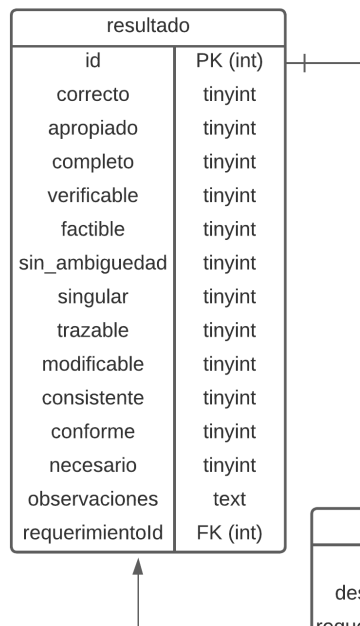 resultado
id PK (int)
correcto tinyint
apropiado tinyint
completo tinyint
verificable tinyint
factible tinyint
sin_ambiguedad tinyint
singular tinyint
trazable tinyint
modificable tinyint
consistente tinyint
conforme tinyint
necesario tinyint
observaciones text
requerimientoId FK (int)